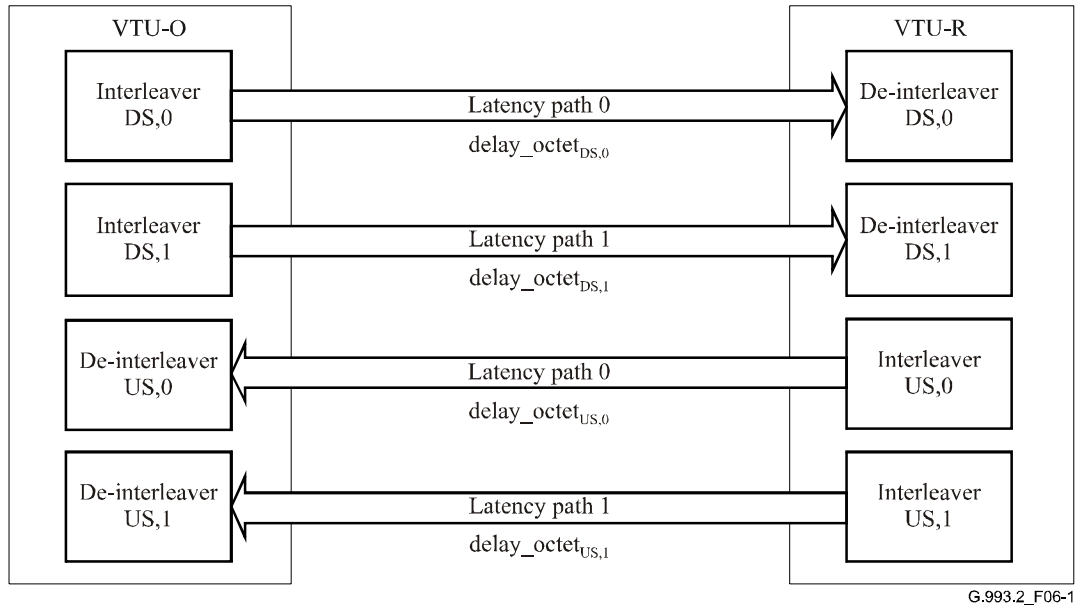 VTU-O
VTU-R
Interleaver
DS,0
Latency path 0
delay_octetDS,0
De-interleaver
DS,0
Interleaver
DS,1
Latency path 1
delay_octetDS,1
De-interleaver
DS,1
De-interleaver
US,0
Latency path 0
delay_octetUS,0
Interleaver
US,0
De-interleaver
US,1
Latency path 1
delay_octetUS,1
Interleaver
US,1
G.993.2_F06-1